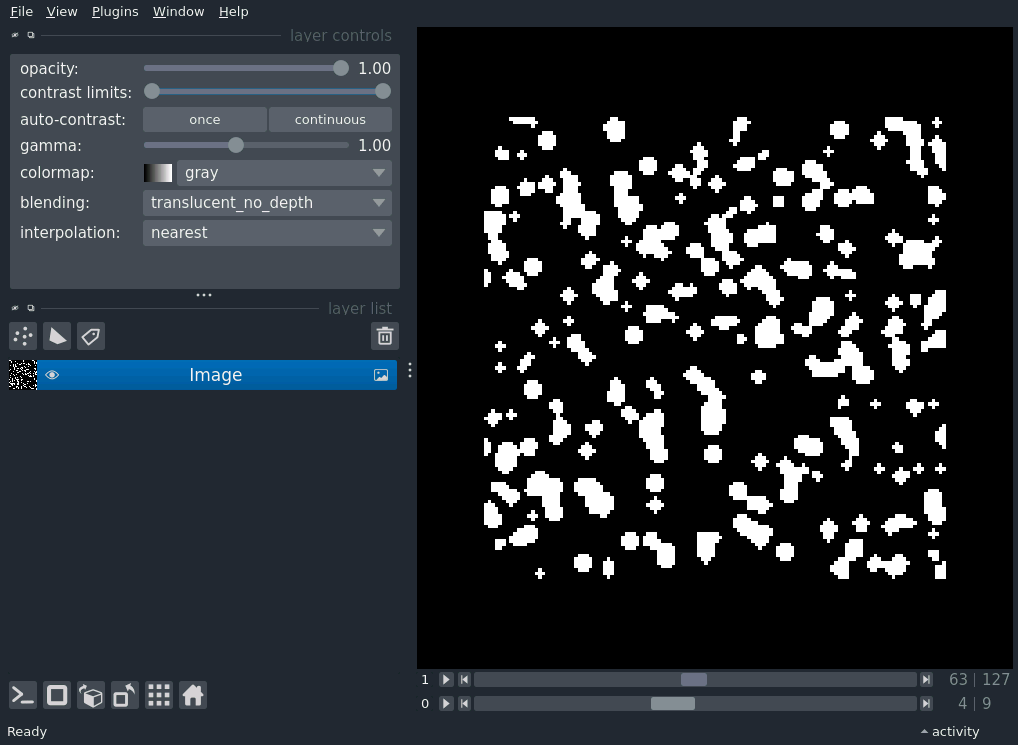 File View Plugins Window Help
layer controls
opacity: 1.00
contrast limits:
auto-contrast: once continuous
gamma: 1.00
colormap: gray
blending: translucent_no_depth
interpolation: nearest
layer list
Image
1 63 | 127
0 4 | 9
Ready activity